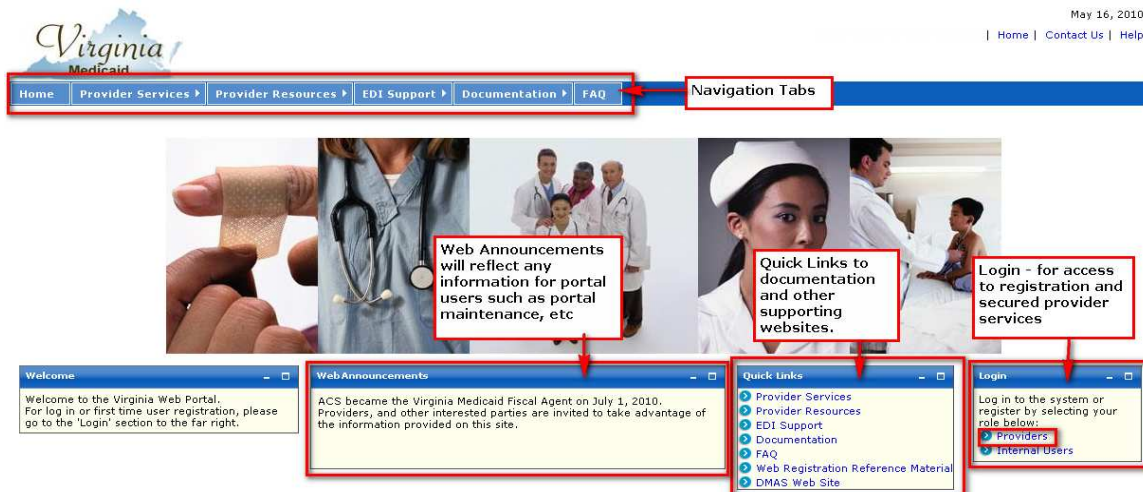 May 16, 2010
| Home | Contact Us | Help
Virginia
Medicaid
Home
Provider Services
Provider Resources
EDI Support
Documentation
FAQ
Navigation Tabs
Web Announcements
will reflect any
information for portal
users such as portal
maintenance, etc
Quick Links to
documentation
and other
supporting
websites.
Login - for access
to registration and
secured provider
services
Welcome
Welcome to the Virginia Web Portal.
For log in or first time user registration, please
go to the 'Login' section to the far right.
WebAnnouncements
ACS became the Virginia Medicaid Fiscal Agent on July 1, 2010.
Providers, and other interested parties are invited to take advantage of
the information provided on this site.
Quick Links
Provider Services
Provider Resources
EDI Support
Documentation
FAQ
Web Registration Reference Material
DMAS Web Site
Login
Log in to the system or
register by selecting your
role below:
Providers
Internal Users